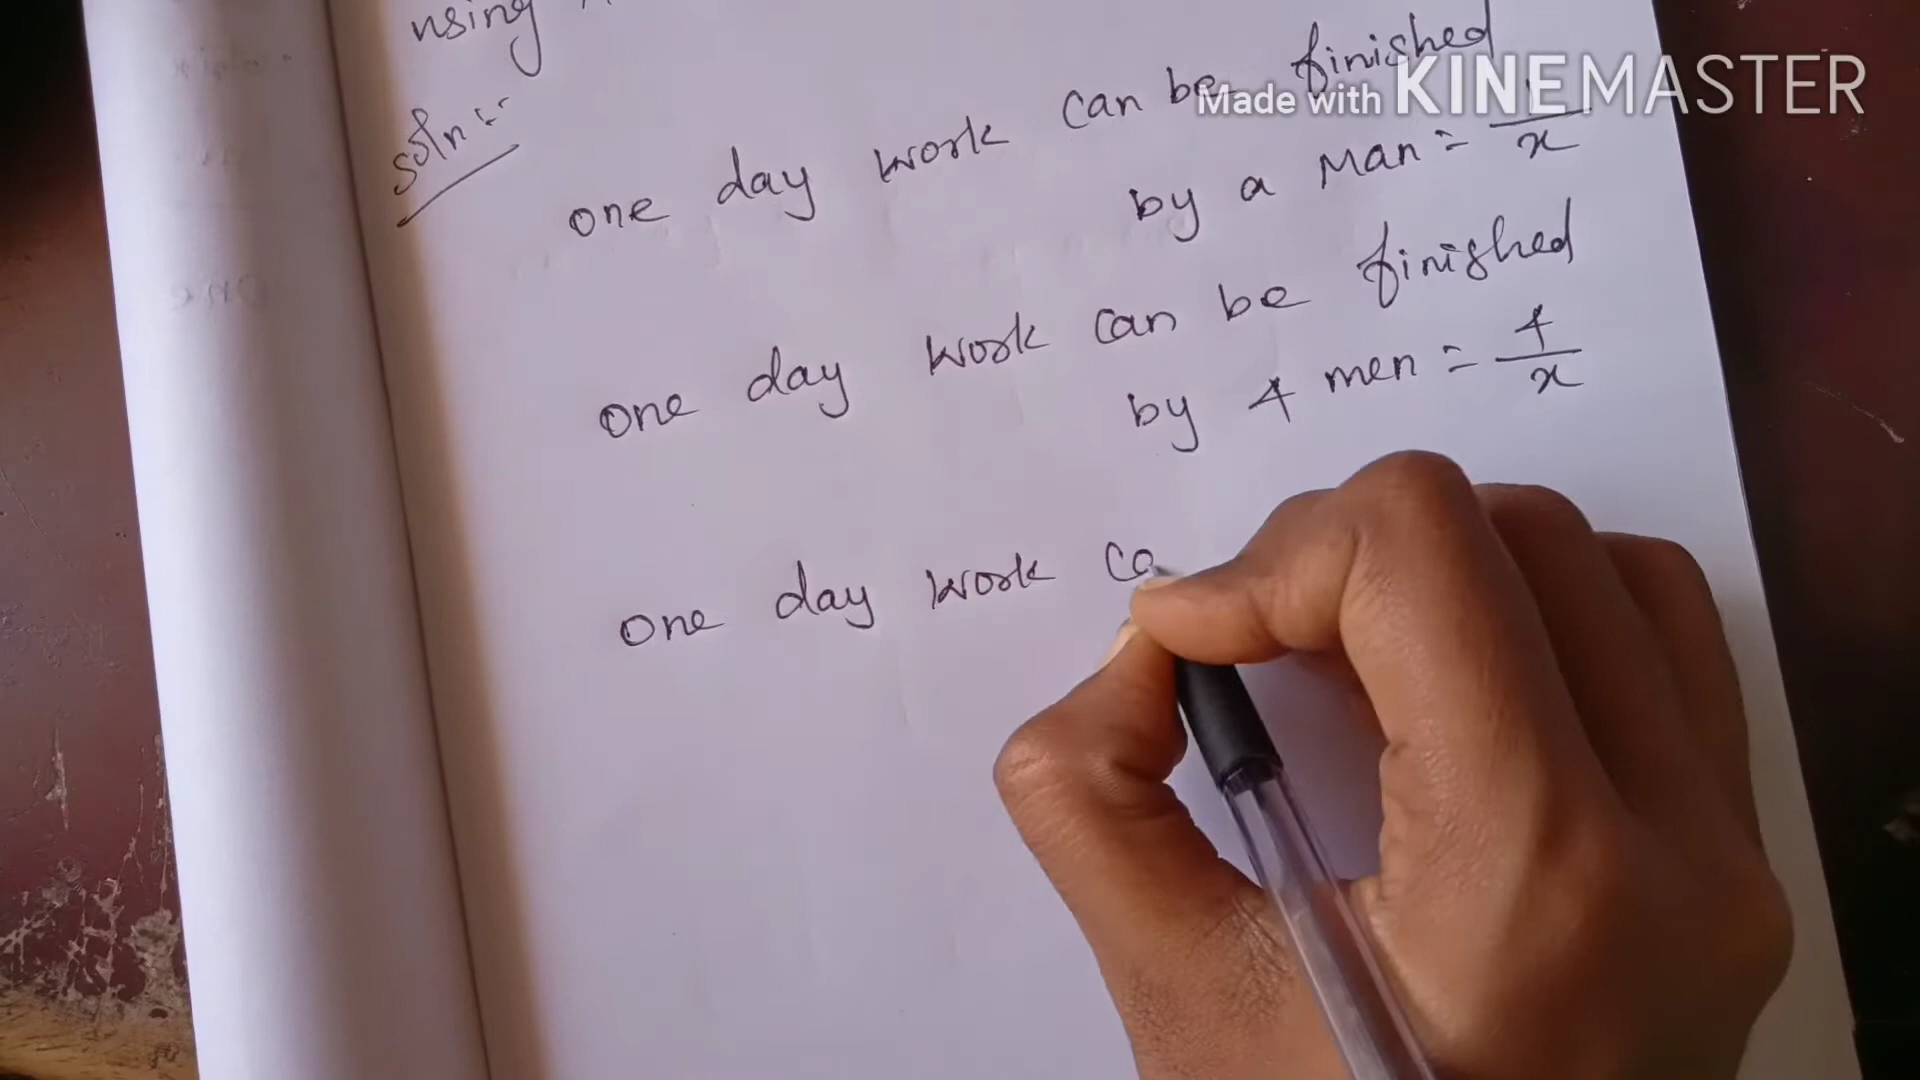 using
Soln:-
one day work can be finished
by a Man = 1/x
one day work can be finished
by 4 men = 4/x
one day work ca
Made with KINEMASTER